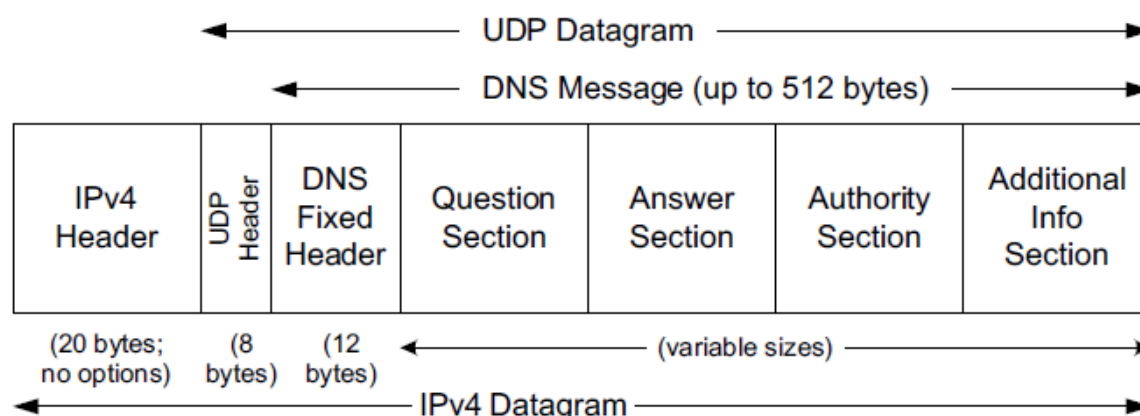 UDP Datagram
DNS Message (up to 512 bytes)
IPv4
Header
UDP
Header
DNS
Fixed
Header
Question
Section
Answer
Section
Authority
Section
Additional
Info
Section
(20 bytes;
no options)
(8
bytes)
(12
bytes)
(variable sizes)
IPv4 Datagram